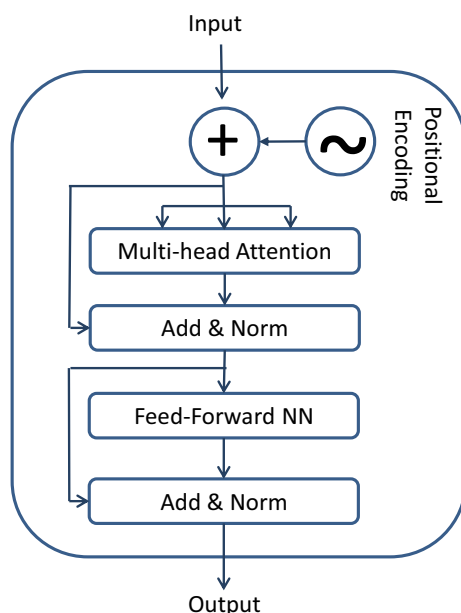 Input
+
~
Positional
Encoding
Multi-head Attention
Add & Norm
Feed-Forward NN
Add & Norm
Output